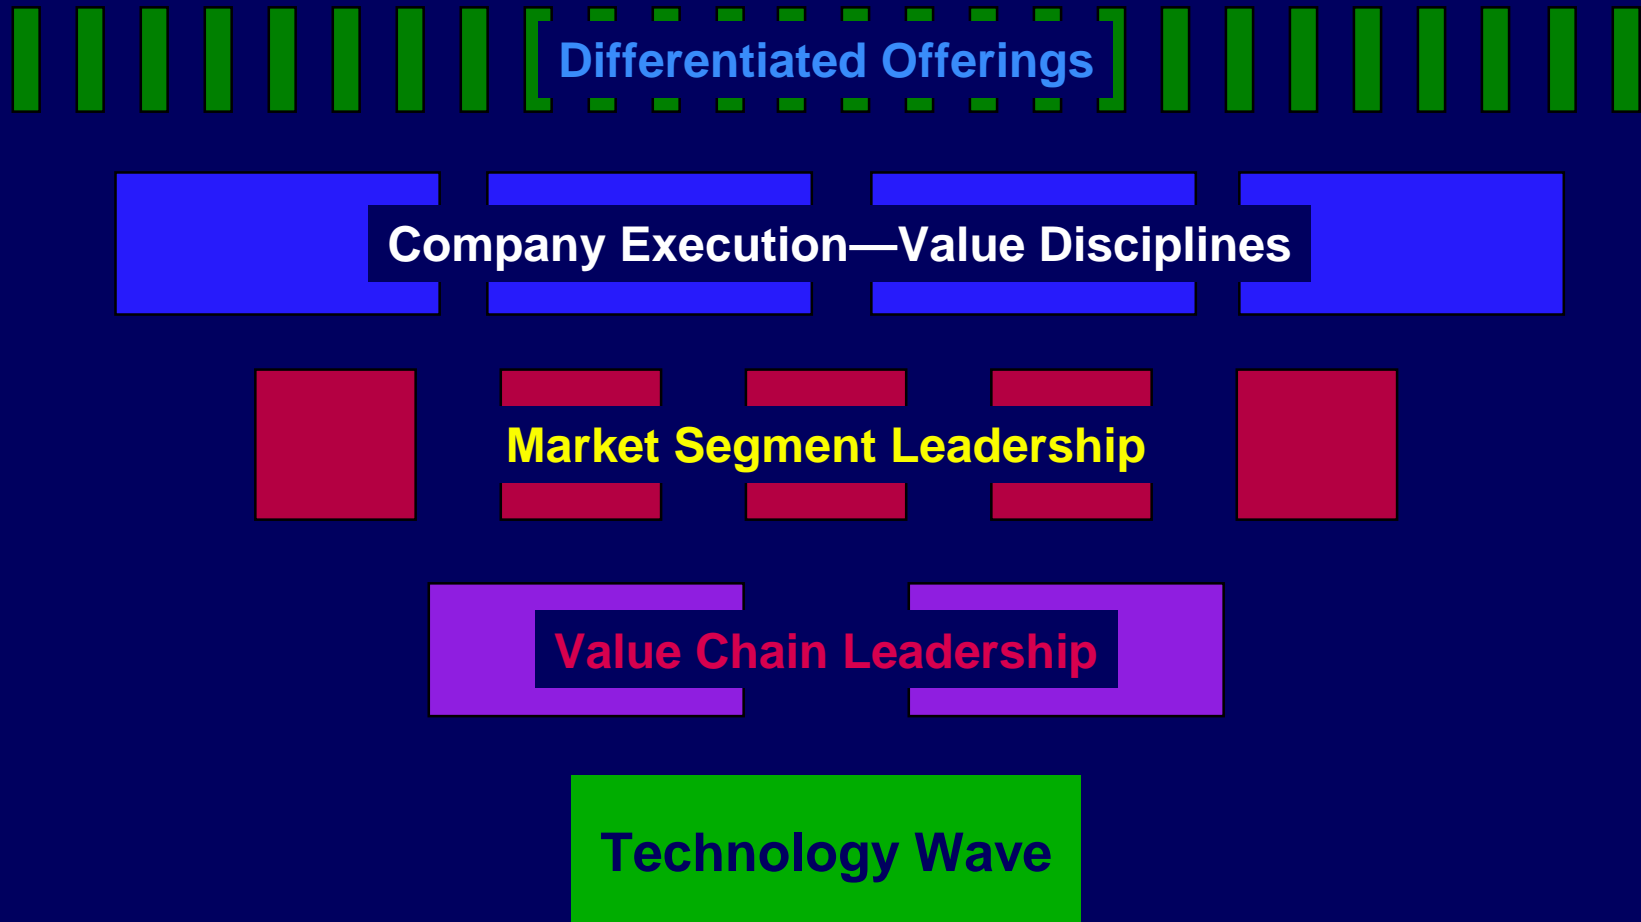 Differentiated Offerings
Company Execution—Value Disciplines
Market Segment Leadership
Value Chain Leadership
Technology Wave